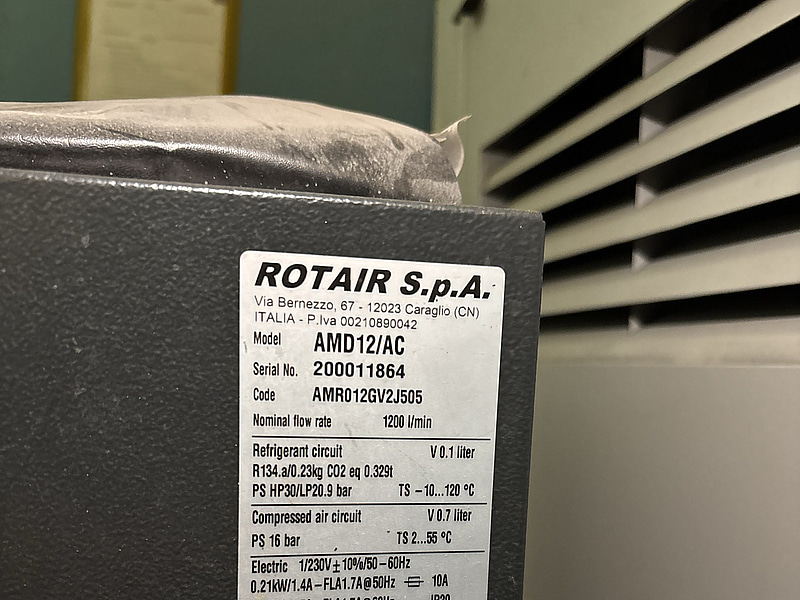 ROTAIR S.p.A.
Via Bernezzo, 67 - 12023 Caraglio (CN)
ITALIA - P.Iva 00210890042
Model AMD12/AC
Serial No. 200011864
Code AMR012GV2J505
Nominal flow rate 1200 l/min
Refrigerant circuit V 0.1 liter
R134.a/0.23kg CO2 eq 0.329t
PS HP30/LP20.9 bar TS -10...120 °C
Compressed air circuit V 0.7 liter
PS 16 bar TS 2...55 °C
Electric 1/230V±10%/50-60Hz
0.21kW/1.4A-FLA1.7A@50Hz 10A